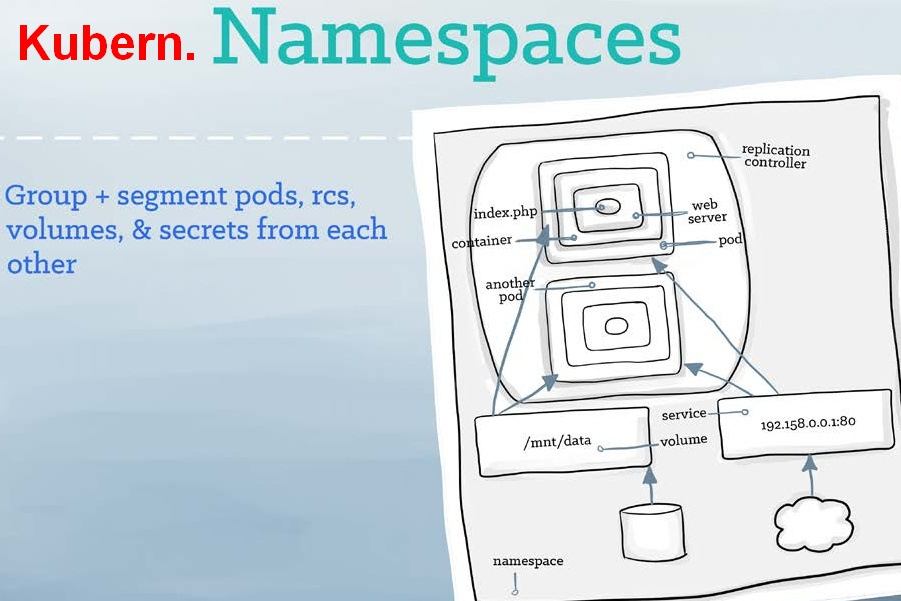 Kubern. Namespaces
Group + segment pods, rcs,
volumes, & secrets from each
other
replication
controller
index.php
web
server
container
pod
another
pod
service
192.158.0.0.1:80
/mnt/data
volume
namespace